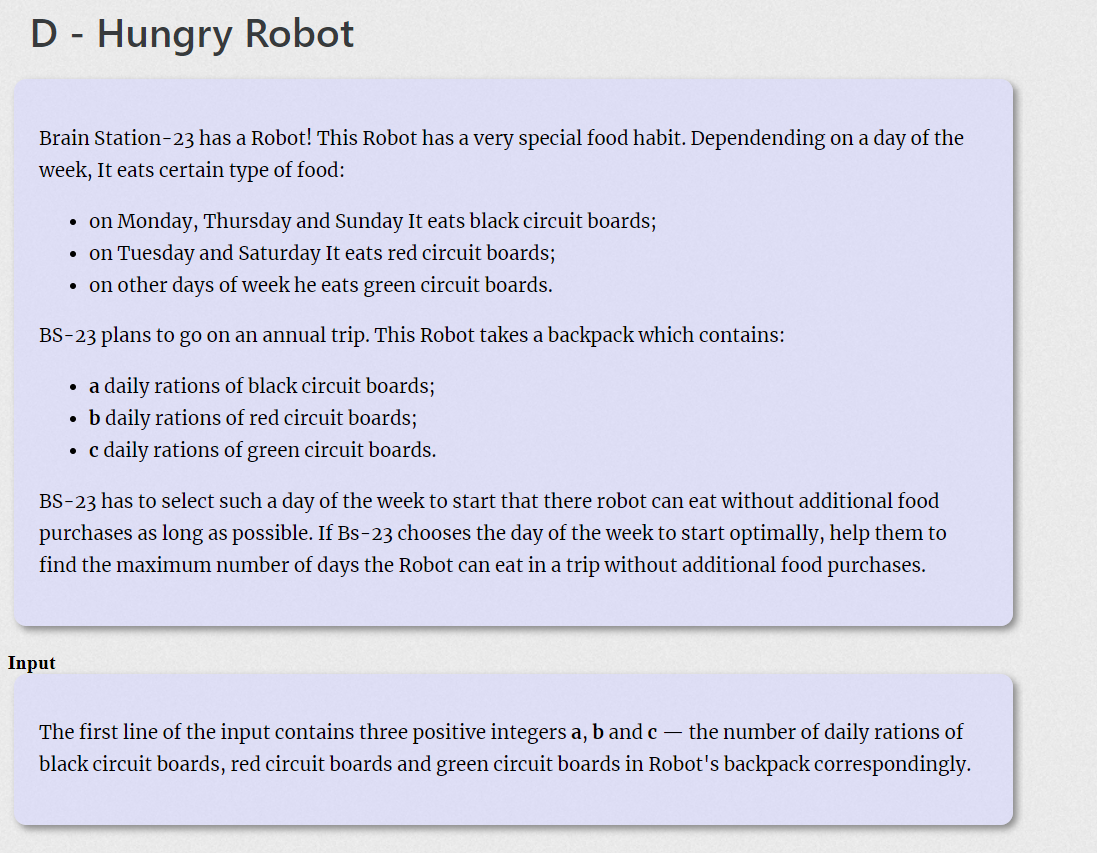 D - Hungry Robot
Brain Station-23 has a Robot! This Robot has a very special food habit. Dependending on a day of the
week, It eats certain type of food:
• on Monday, Thursday and Sunday It eats black circuit boards;
• on Tuesday and Saturday It eats red circuit boards;
• on other days of week he eats green circuit boards.
BS-23 plans to go on an annual trip. This Robot takes a backpack which contains:
• a daily rations of black circuit boards;
• b daily rations of red circuit boards;
• c daily rations of green circuit boards.
BS-23 has to select such a day of the week to start that there robot can eat without additional food
purchases as long as possible. If Bs-23 chooses the day of the week to start optimally, help them to
find the maximum number of days the Robot can eat in a trip without additional food purchases.
Input
The first line of the input contains three positive integers a, b and c — the number of daily rations of
black circuit boards, red circuit boards and green circuit boards in Robot's backpack correspondingly.